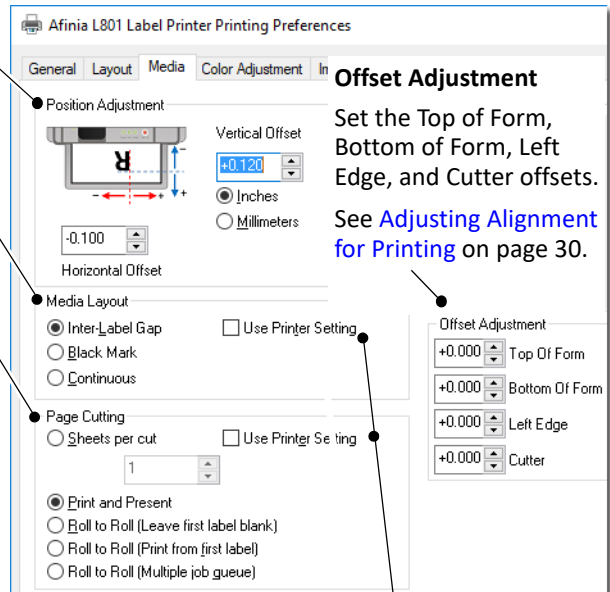 Afinia L801 Label Printer Printing Preferences
General Layout Media Color Adjustment
Offset Adjustment
Set the Top of Form,
Bottom of Form, Left
Edge, and Cutter offsets.
See Adjusting Alignment
for Printing on page 30.
Position Adjustment
R
Vertical Offset
+0.120
Inches
Millimeters
-0.100
Horizontal Offset
Media Layout
Inter-Label Gap Use Printer Setting
Black Mark
Continuous
Offset Adjustment
+0.000 Top Of Form
+0.000 Bottom Of Form
+0.000 Left Edge
+0.000 Cutter
Page Cutting
Sheets per cut Use Printer Setting
1
Print and Present
Roll to Roll (Leave first label blank)
Roll to Roll (Print from first label)
Roll to Roll (Multiple job queue)